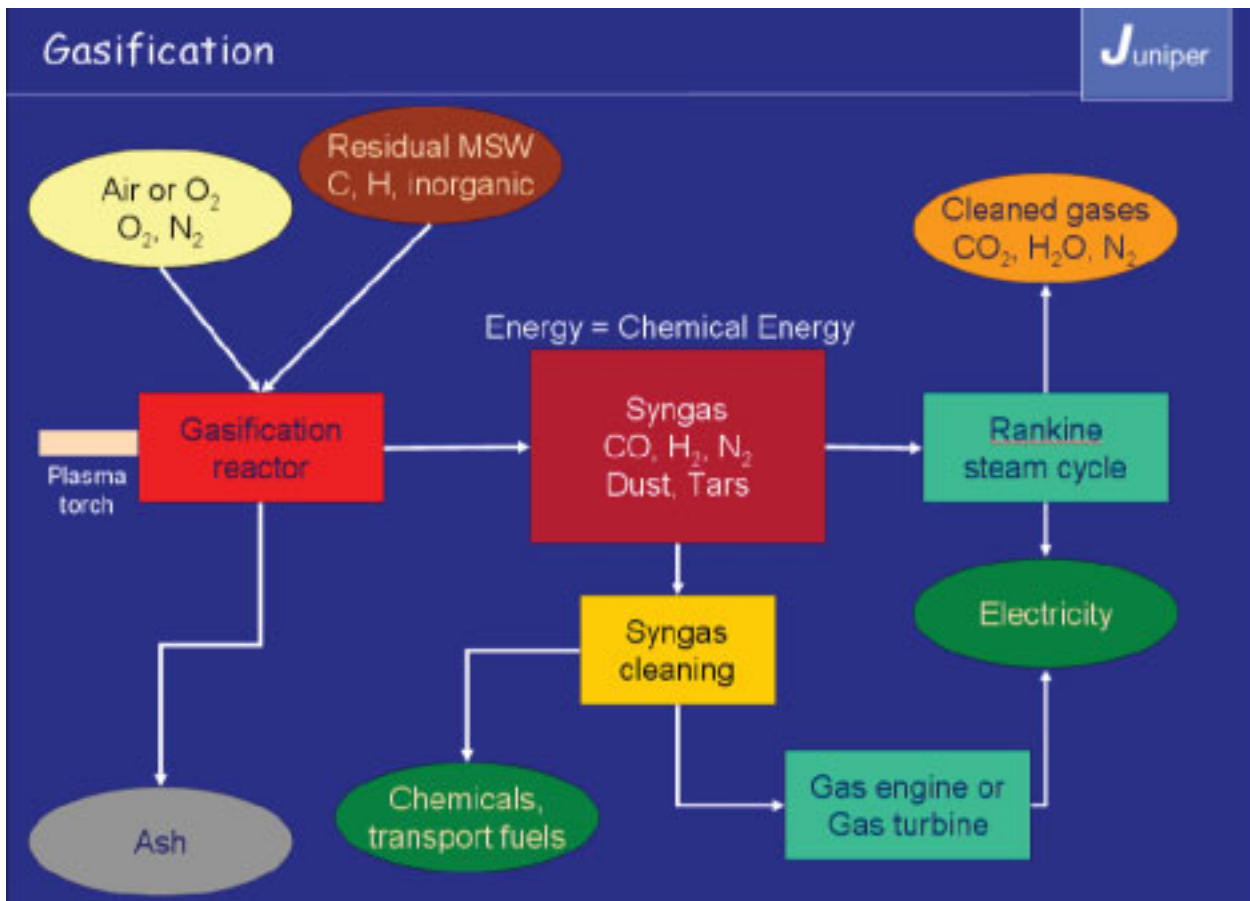 Gasification
Juniper
Air or O₂
O₂, N₂
Residual MSW
C, H, inorganic
Cleaned gases
CO₂, H₂O, N₂
Energy = Chemical Energy
Plasma
torch
Gasification
reactor
Syngas
CO, H₂, N₂
Dust, Tars
Rankine
steam cycle
Syngas
cleaning
Electricity
Ash
Chemicals,
transport fuels
Gas engine or
Gas turbine